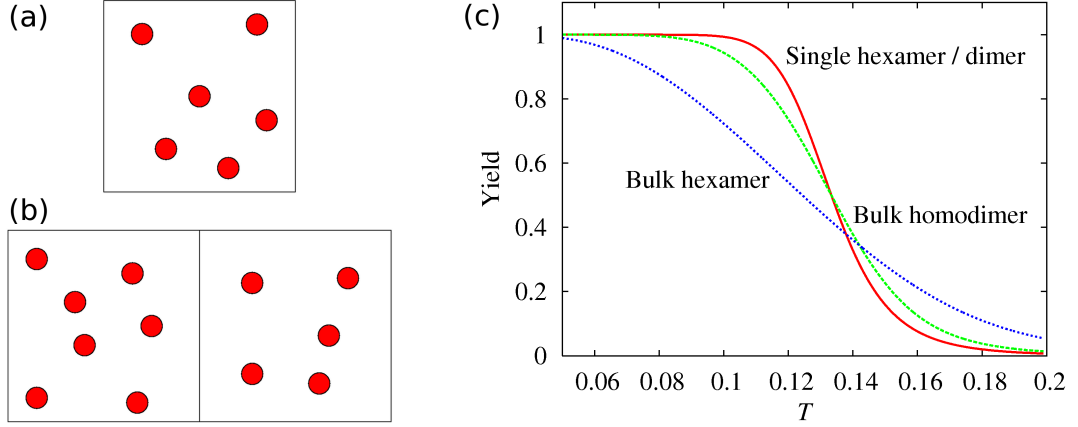 (a)
(b)
(c)
1
0.8
0.6
0.4
0.2
0
Yield
Single hexamer / dimer
Bulk hexamer
Bulk homodimer
0.06 0.08 0.1 0.12 0.14 0.16 0.18 0.2
T